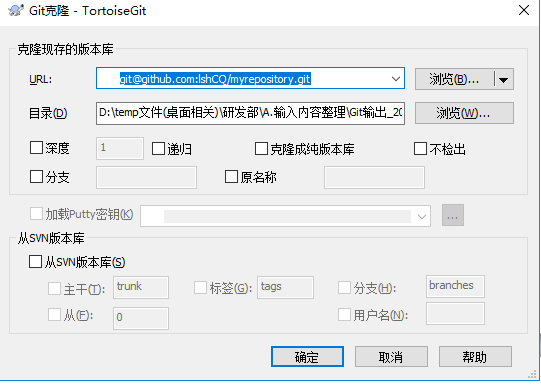 Git克隆 - TortoiseGit
克隆现存的版本库
URL: git@github.com:lshCQ/myrepository.git 浏览(B)...
目录(D) D:\temp文件(桌面相关)\研发部\A.输入内容整理\Git输出_20 浏览(W)...
深度 1 递归 克隆成纯版本库 不检出
分支 原名称
加载Putty密钥(K) ...
从SVN版本库
从SVN版本库(S)
主干(T): trunk 标签(G): tags 分支(H): branches
从(F): 0 用户名(N):
确定 取消 帮助